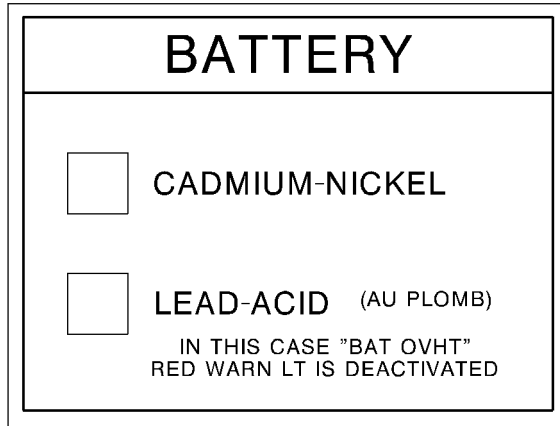 BATTERY
CADMIUM-NICKEL
LEAD-ACID (AU PLOMB)
IN THIS CASE "BAT OVHT"
RED WARN LT IS DEACTIVATED